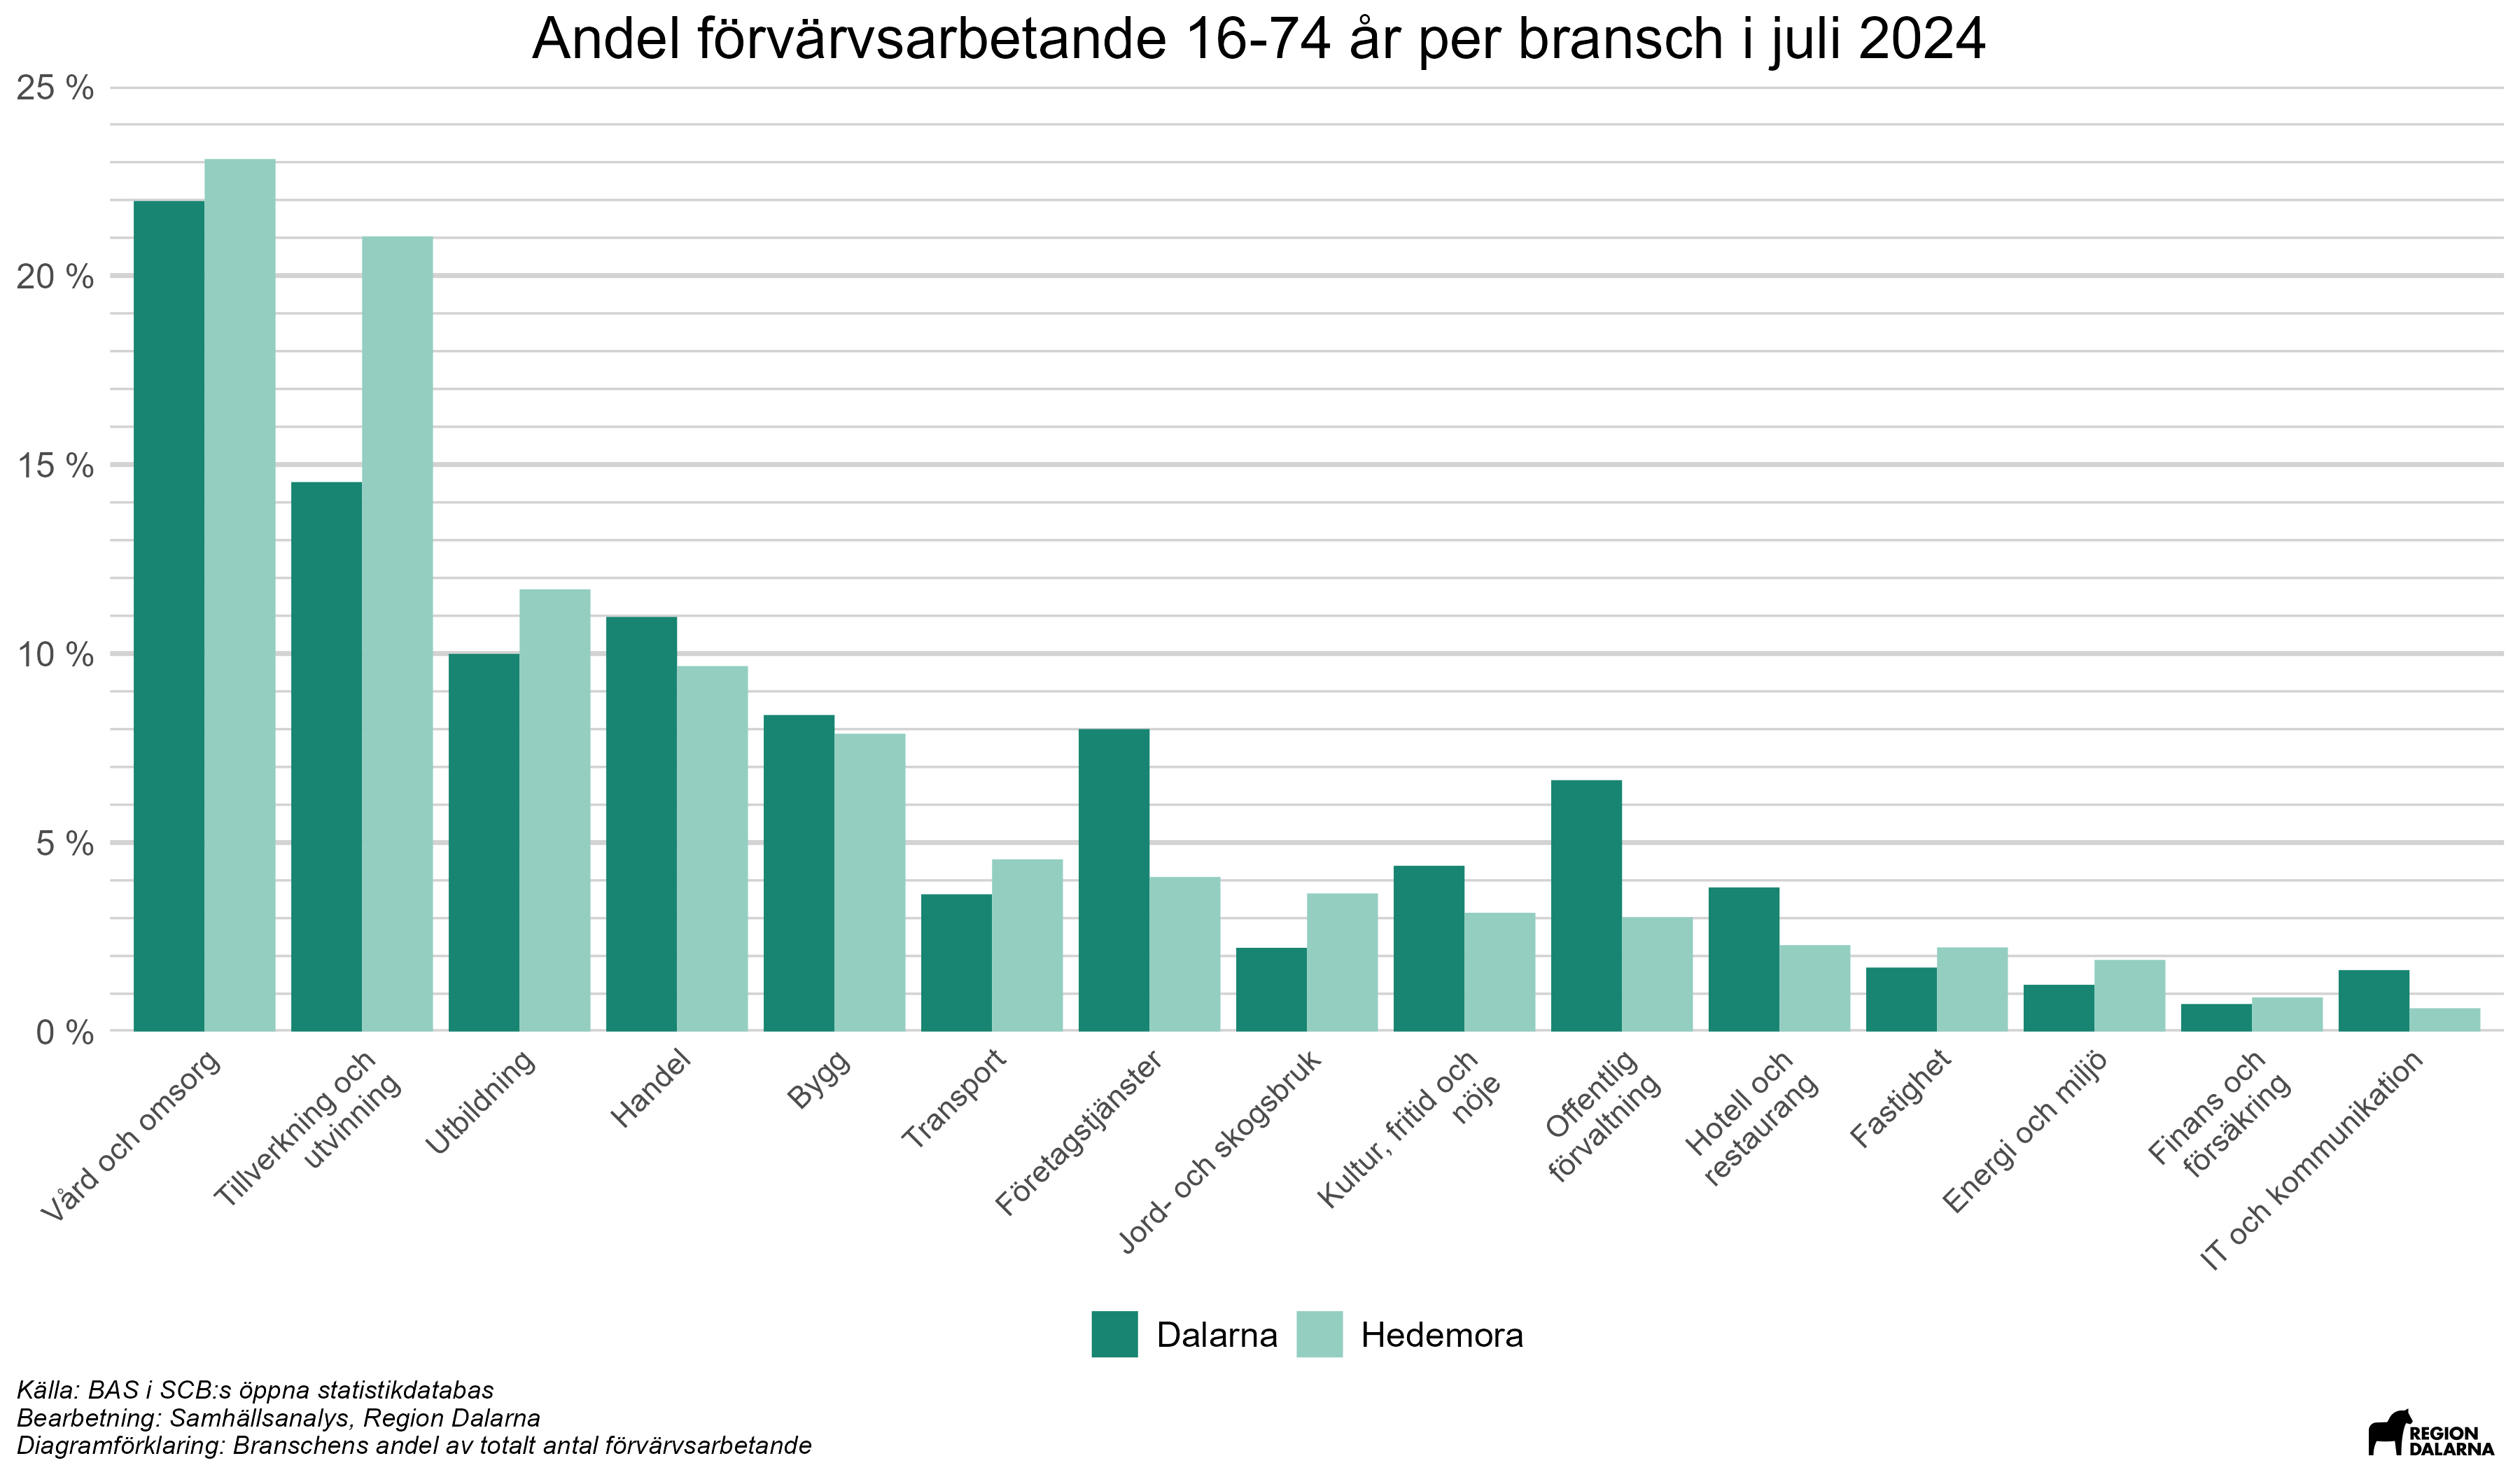 Andel förvärvsarbetande 16-74 år per bransch i juli 2024
25 %
20 %
15 %
10 %
5 %
0 %
Vård och omsorg
Tillverkning och
utvinning
Utbildning
Handel
Bygg
Transport
Företagstjänster
Jord- och skogsbruk
Kultur, fritid och
nöje
Offentlig
förvaltning
Hotell och
restaurang
Fastighet
Energi och miljö
Finans och
försäkring
IT och kommunikation
Dalarna
Hedemora
Källa: BAS i SCB:s öppna statistikdatabas
Bearbetning: Samhällsanalys, Region Dalarna
Diagramförklaring: Branschens andel av totalt antal förvärvsarbetande
REGION
DALARNA